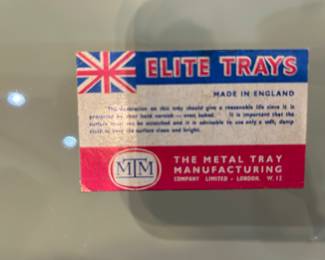 ELITE TRAYS
MADE IN ENGLAND
The decoration on this tray should give a reasonable life since it is
protected by clear hard varnish — oven baked. It is important that the
surface must not be scratched and it is advisable to use only a soft, damp
cloth to keep the surface clean and bright.
MTM
THE METAL TRAY
MANUFACTURING
COMPANY LIMITED - LONDON. W.12